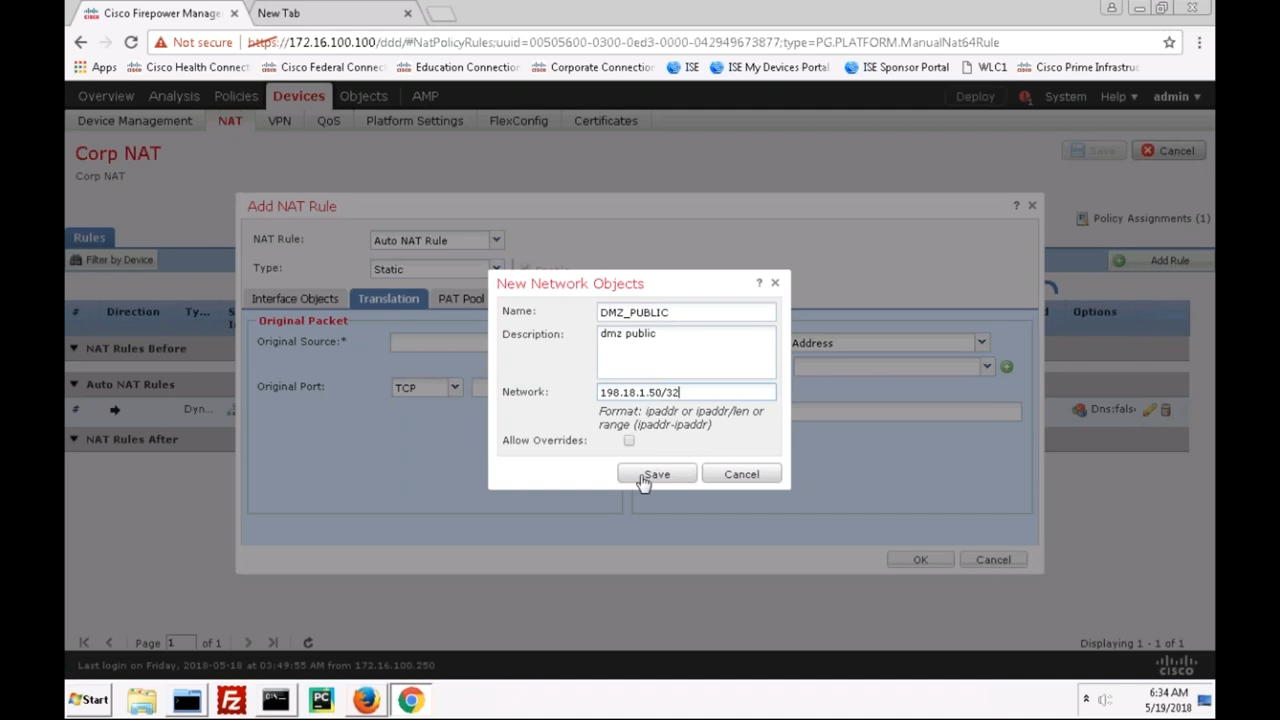 Cisco Firepower Manage
New Tab
Not secure https://172.16.100.100/ddd/#NatPolicyRules;uuid=00505600-0300-0ed3-0000-042949673877;type=PG.PLATFORM.ManualNat64Rule
Apps Cisco Health Connect Cisco Federal Connec Education Connection Corporate Connection ISE ISE My Devices Portal ISE Sponsor Portal WLC1 Cisco Prime Infrastruc
Overview Analysis Policies Devices Objects AMP Deploy System Help admin
Device Management NAT VPN QoS Platform Settings FlexConfig Certificates
Corp NAT
Save Cancel
Corp NAT
Add NAT Rule ?
Policy Assignments (1)
Rules
NAT Rule: Auto NAT Rule
Filter by Device
Add Rule
Type: Static Enable
New Network Objects ?
Interface Objects Translation PAT Pool
# Direction Ty... S Options
Name: DMZ_PUBLIC
Original Packet
Description: dmz public
Original Source:* Address
NAT Rules Before
Auto NAT Rules
Original Port: TCP
Network: 198.18.1.50/32
# Dyn... Dns:fals
Format: ipaddr or ipaddr/len or
range (ipaddr-ipaddr)
NAT Rules After
Allow Overrides:
Save Cancel
OK Cancel
Page 1 of 1
Displaying 1 - 1 of 1
Last login on Friday, 2018-05-18 at 03:49:55 AM from 172.16.100.250
cisco
Start
6:34 AM
5/19/2018